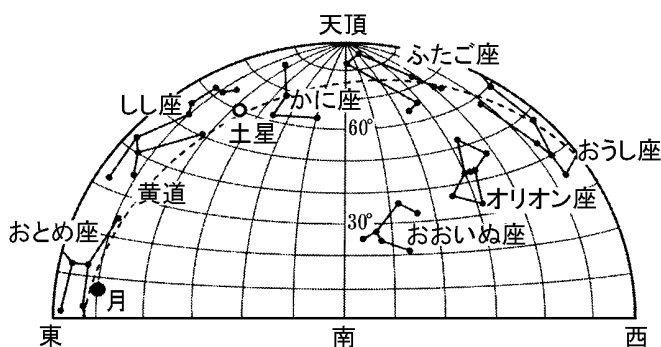 天頂
ふたご座
しし座
かに座
土星
60°
おうし座
黄道
オリオン座
おとめ座
30°
おおいぬ座
月
東
南
西